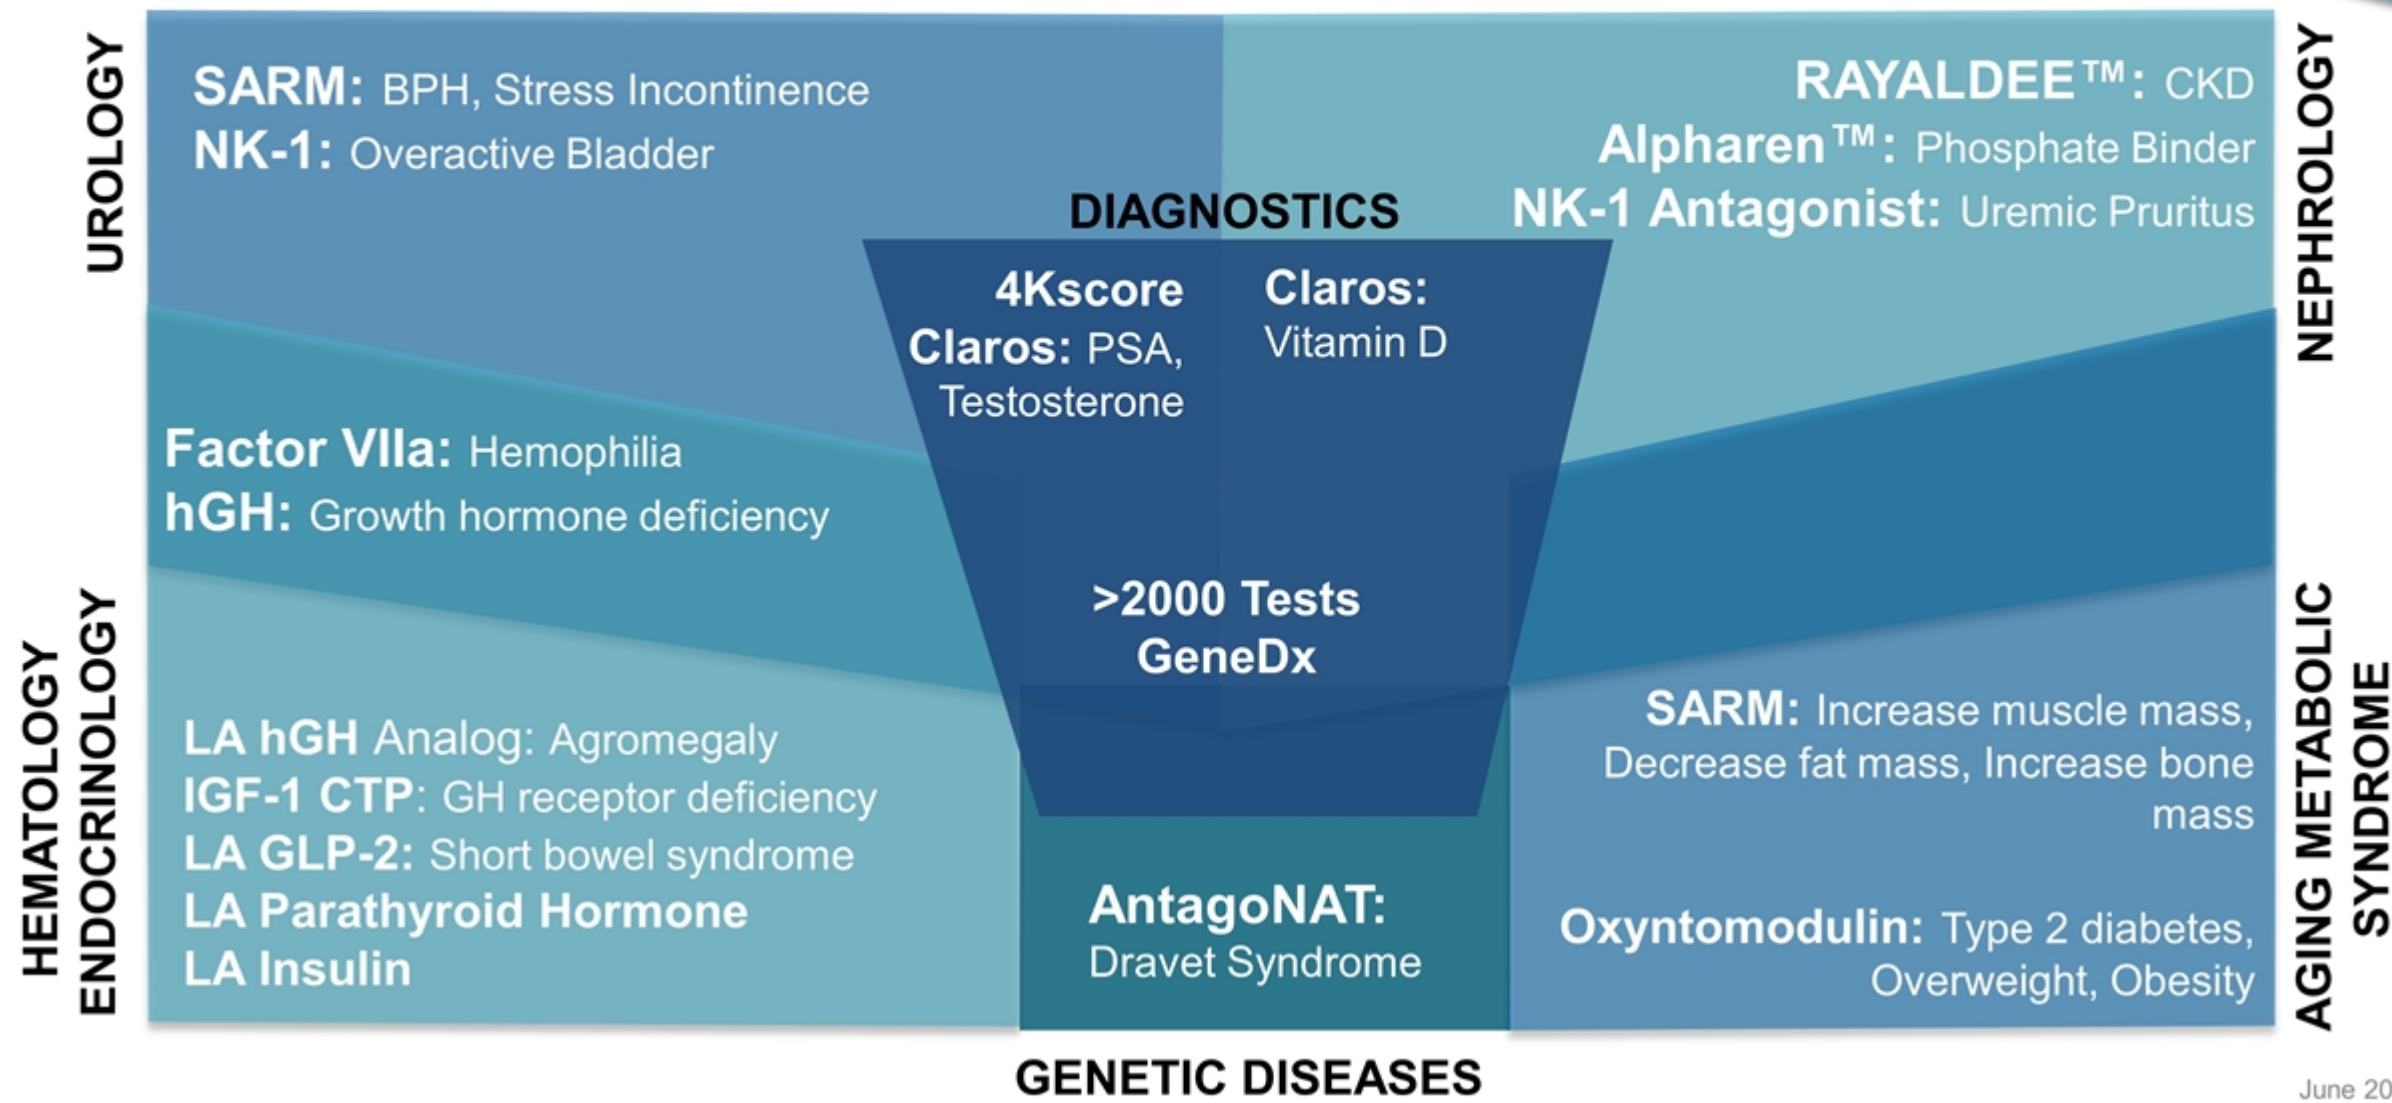 UROLOGY
SARM: BPH, Stress Incontinence
NK-1: Overactive Bladder
RAYALDEE™: CKD
Alpharen™: Phosphate Binder
NK-1 Antagonist: Uremic Pruritus
NEPHROLOGY
DIAGNOSTICS
4Kscore
Claros: PSA,
Testosterone
Claros:
Vitamin D
>2000 Tests
GeneDx
Factor VIIa: Hemophilia
hGH: Growth hormone deficiency
HEMATOLOGY
ENDOCRINOLOGY
LA hGH Analog: Agromegaly
IGF-1 CTP: GH receptor deficiency
LA GLP-2: Short bowel syndrome
LA Parathyroid Hormone
LA Insulin
AntagoNAT:
Dravet Syndrome
SARM: Increase muscle mass,
Decrease fat mass, Increase bone
mass
Oxyntomodulin: Type 2 diabetes,
Overweight, Obesity
AGING METABOLIC
SYNDROME
GENETIC DISEASES
June 20